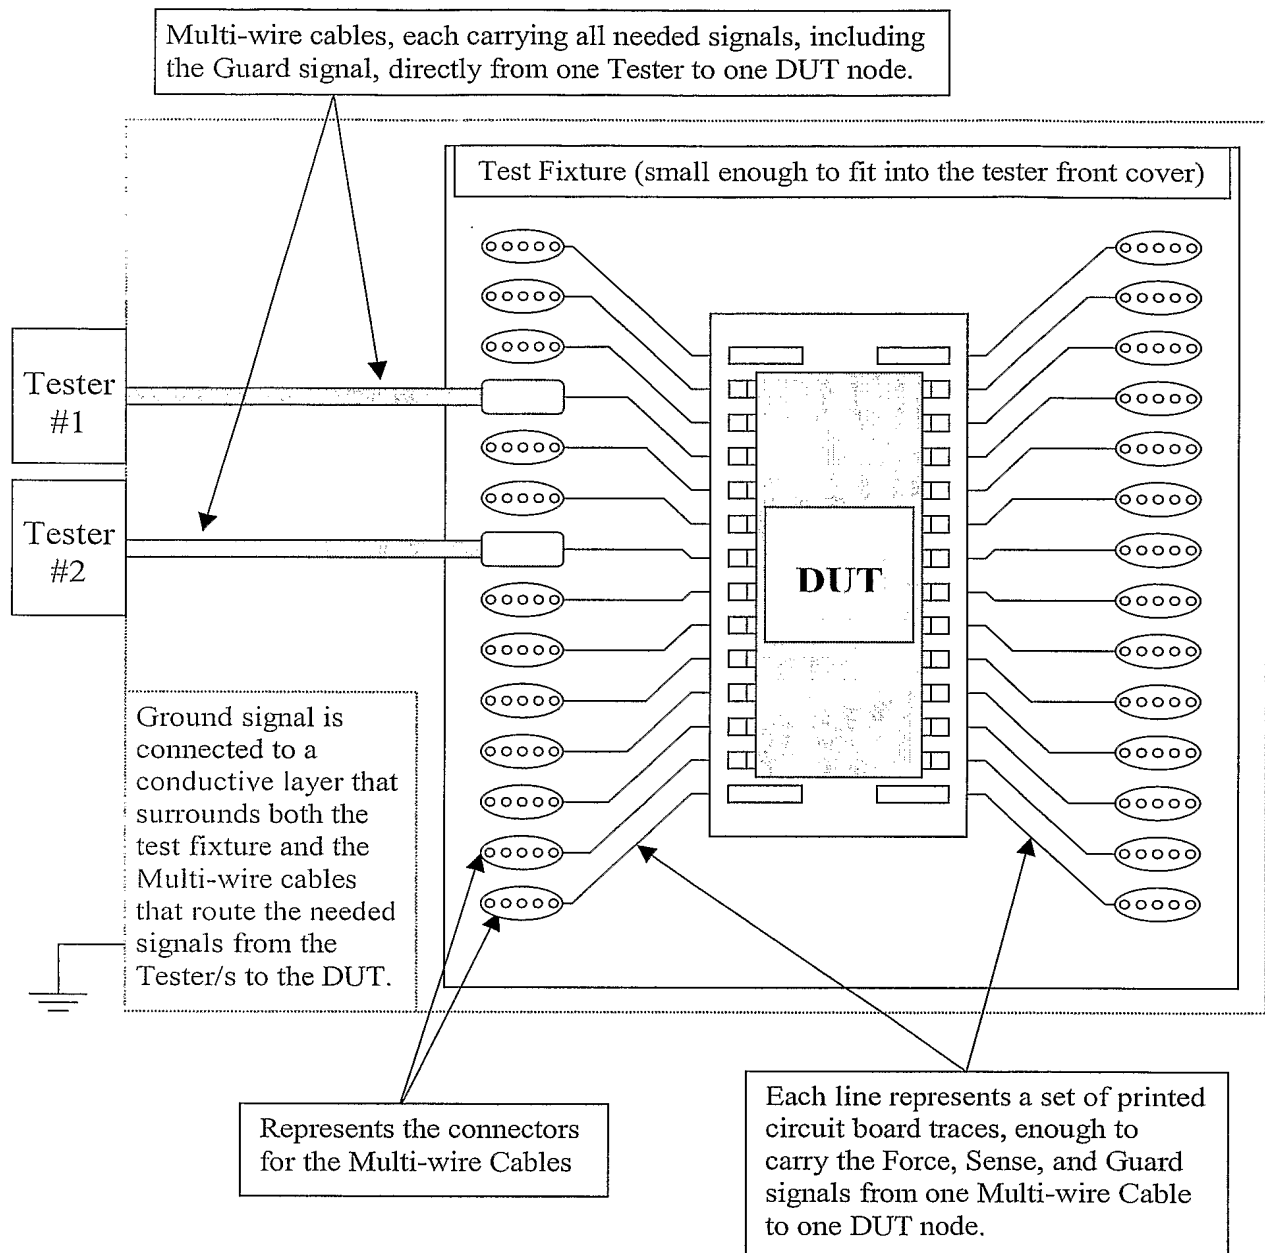 Multi-wire cables, each carrying all needed signals, including
the Guard signal, directly from one Tester to one DUT node.
Test Fixture (small enough to fit into the tester front cover)
Tester
#1
Tester
#2
DUT
Ground signal is
connected to a
conductive layer that
surrounds both the
test fixture and the
Multi-wire cables
that route the needed
signals from the
Tester/s to the DUT.
Represents the connectors
for the Multi-wire Cables
Each line represents a set of printed
circuit board traces, enough to
carry the Force, Sense, and Guard
signals from one Multi-wire Cable
to one DUT node.